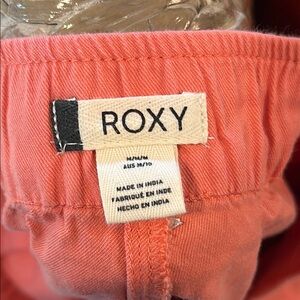 ROXY
M/M/M
AUS M/10
MADE IN INDIA
FABRIQUÉ EN INDE
HECHO EN INDIA